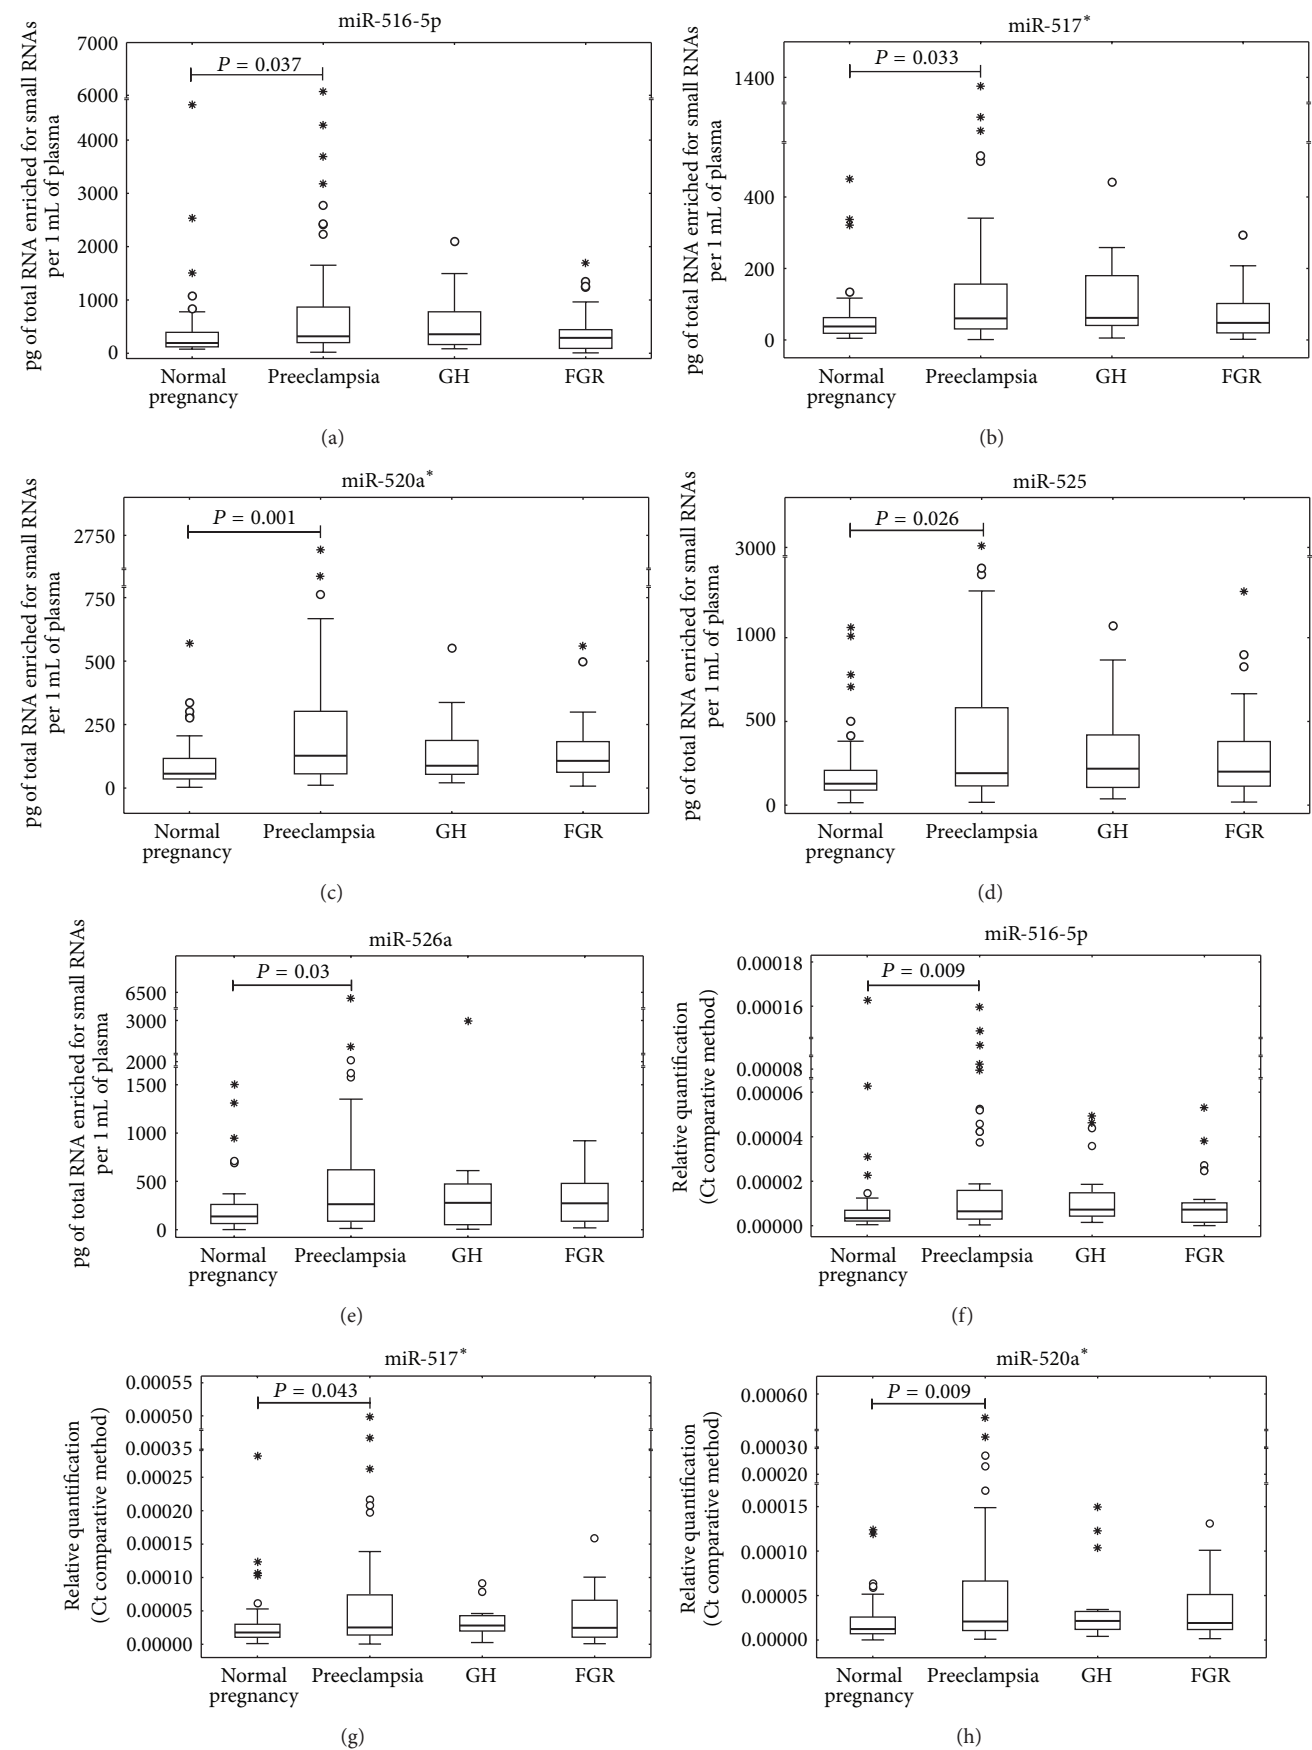 miR-516-5p
pg of total RNA enriched for small RNAs
per 1 mL of plasma
7000
6000
4000
3000
2000
1000
0
P = 0.037
Normal
pregnancy
Preeclampsia
GH
FGR
(a)
miR-517*
pg of total RNA enriched for small RNAs
per 1 mL of plasma
1400
400
200
0
P = 0.033
Normal
pregnancy
Preeclampsia
GH
FGR
(b)
miR-520a*
pg of total RNA enriched for small RNAs
per 1 mL of plasma
2750
750
500
250
0
P = 0.001
Normal
pregnancy
Preeclampsia
GH
FGR
(c)
miR-525
pg of total RNA enriched for small RNAs
per 1 mL of plasma
3000
1000
500
0
P = 0.026
Normal
pregnancy
Preeclampsia
GH
FGR
(d)
miR-526a
pg of total RNA enriched for small RNAs
per 1 mL of plasma
6500
3000
2000
1500
1000
500
0
P = 0.03
Normal
pregnancy
Preeclampsia
GH
FGR
(e)
miR-516-5p
Relative quantification
(Ct comparative method)
0.00018
0.00016
0.00008
0.00006
0.00004
0.00002
0.00000
P = 0.009
Normal
pregnancy
Preeclampsia
GH
FGR
(f)
miR-517*
Relative quantification
(Ct comparative method)
0.00055
0.00050
0.00035
0.00025
0.00020
0.00015
0.00010
0.00005
0.00000
P = 0.043
Normal
pregnancy
Preeclampsia
GH
FGR
(g)
miR-520a*
Relative quantification
(Ct comparative method)
0.00060
0.00030
0.00020
0.00015
0.00010
0.00005
0.00000
P = 0.009
Normal
pregnancy
Preeclampsia
GH
FGR
(h)